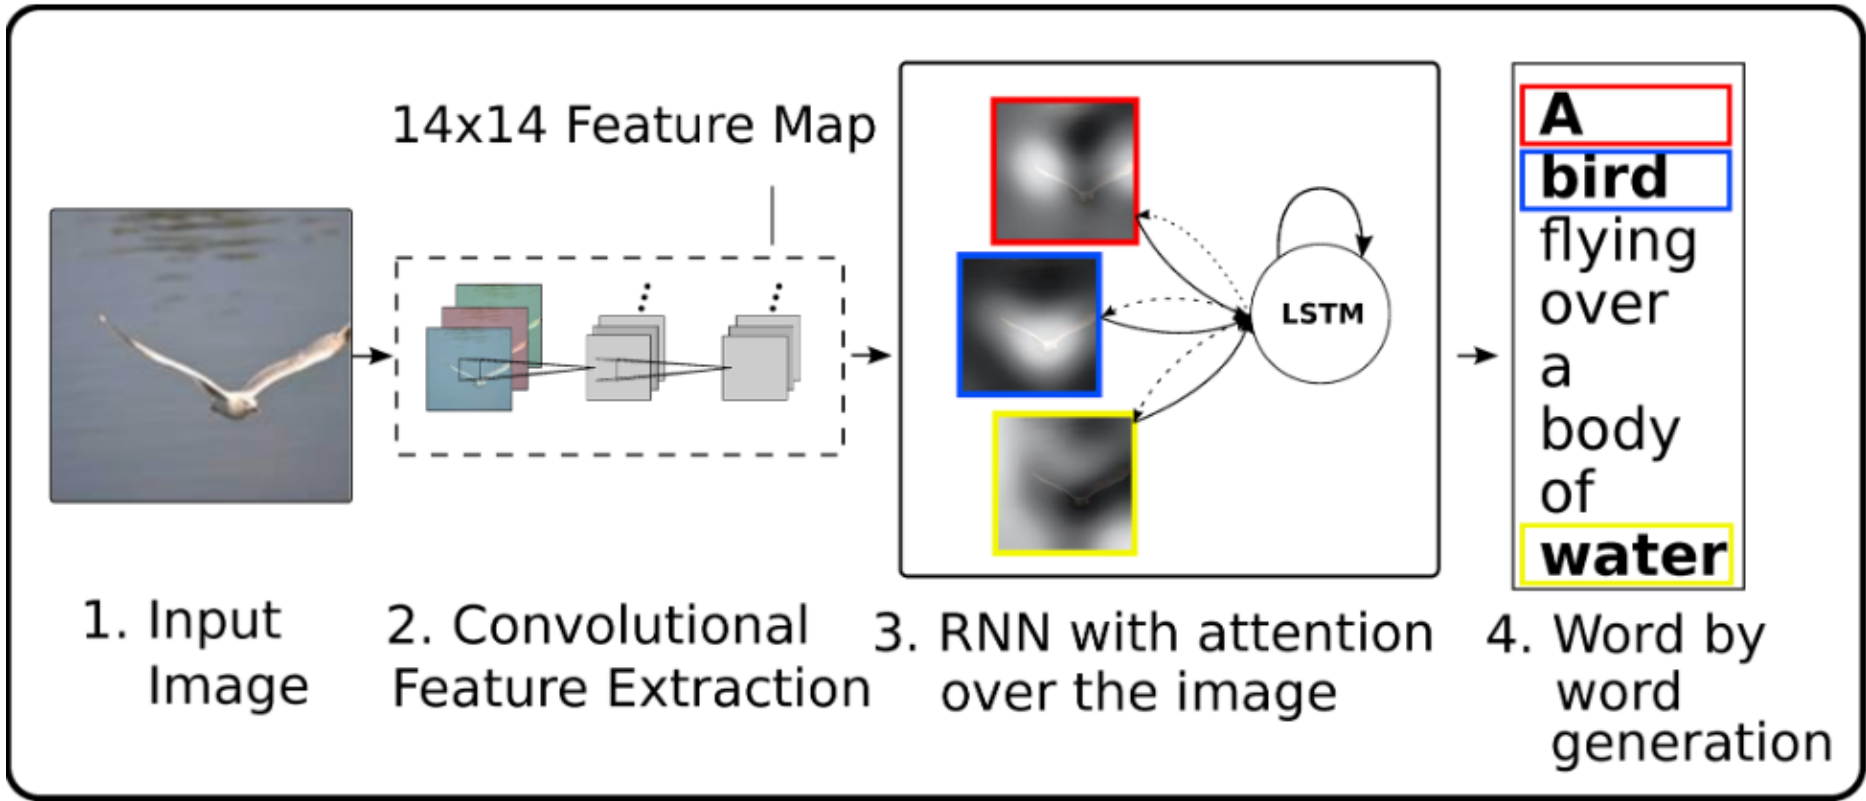 14x14 Feature Map
LSTM
A
bird
flying
over
a
body
of
water
1. Input
Image
2. Convolutional
Feature Extraction
3. RNN with attention
over the image
4. Word by
word
generation